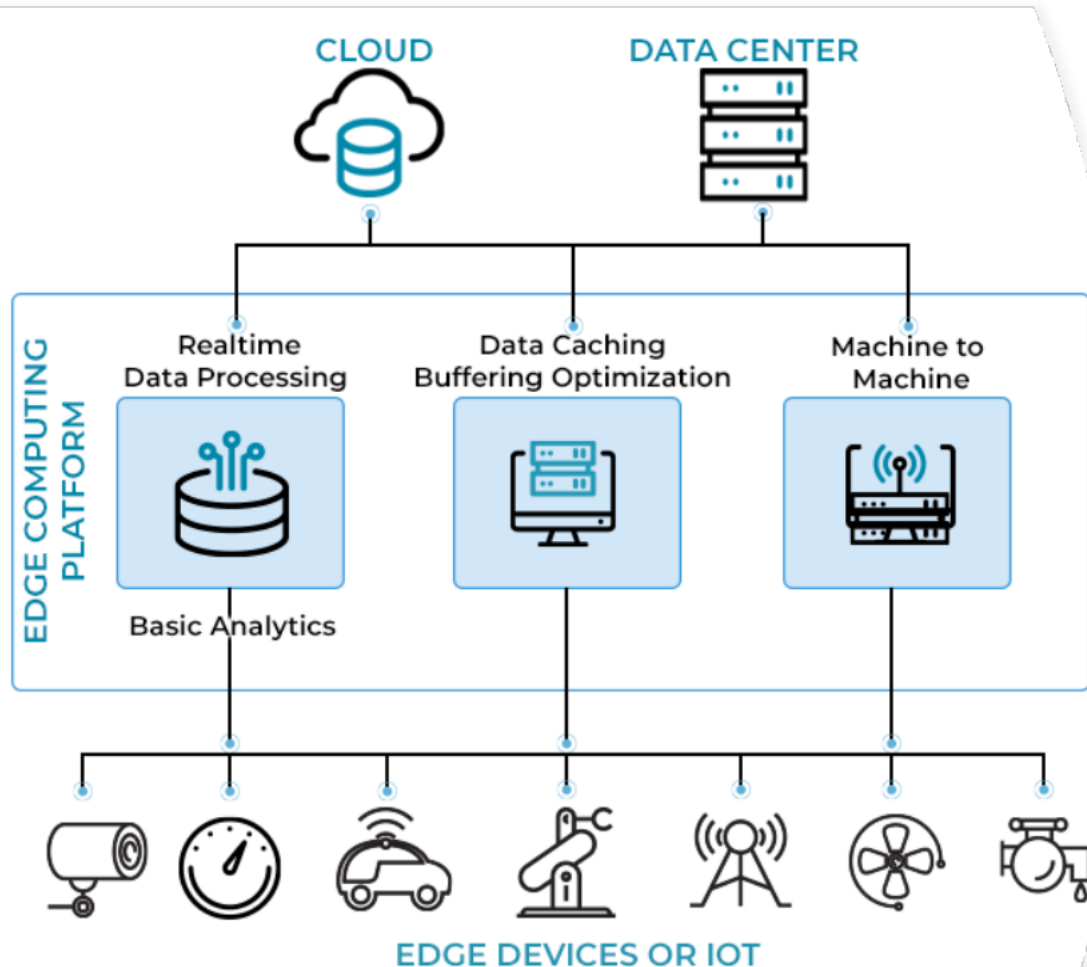 CLOUD
DATA CENTER
EDGE COMPUTING
PLATFORM
Realtime
Data Processing
Data Caching
Buffering Optimization
Machine to
Machine
Basic Analytics
EDGE DEVICES OR IOT